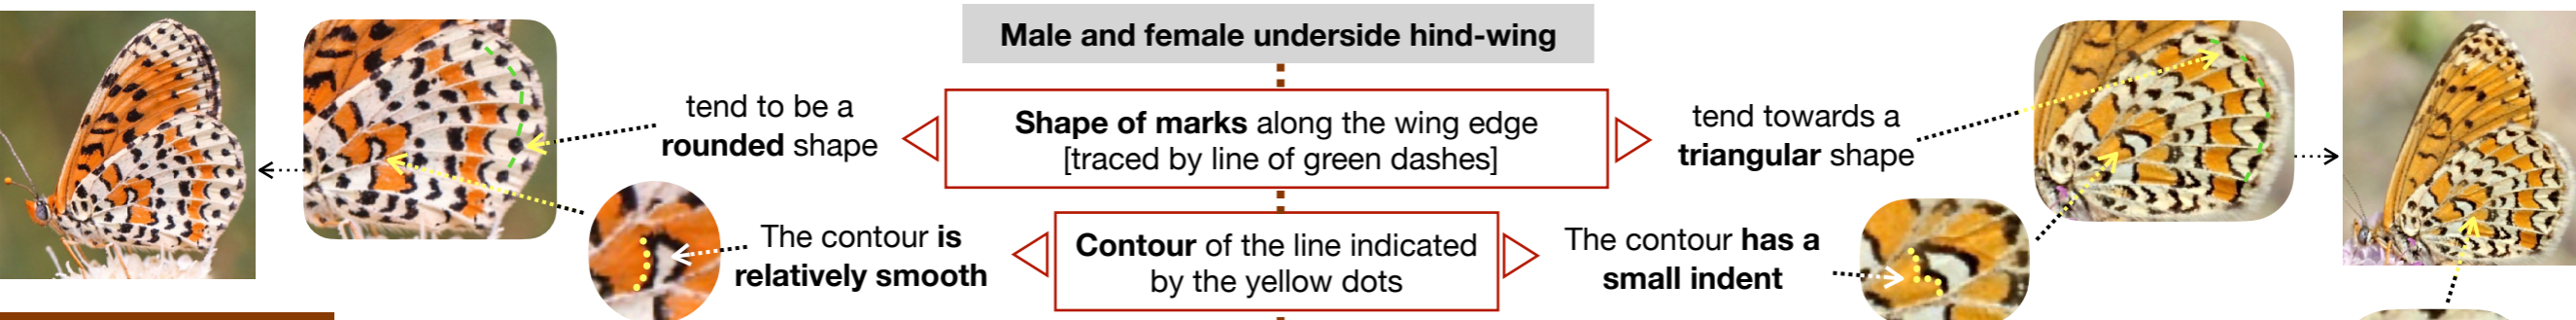 Male and female underside hind-wing
tend to be a
rounded shape
Shape of marks along the wing edge
[traced by line of green dashes]
tend towards a
triangular shape
The contour is
relatively smooth
Contour of the line indicated
by the yellow dots
The contour has a
small indent